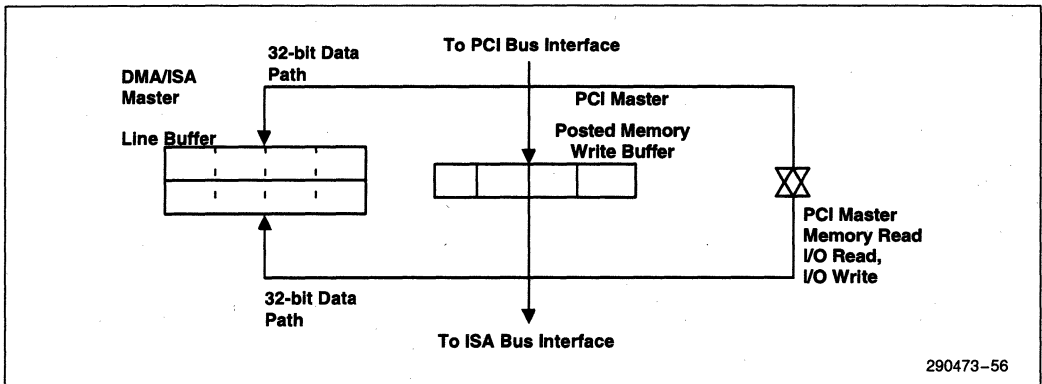 To PCI Bus Interface
32-bit Data
Path
DMA/ISA
Master
PCI Master
Line Buffer
Posted Memory
Write Buffer
PCI Master
Memory Read
I/O Read,
I/O Write
32-bit Data
Path
To ISA Bus Interface
290473–56